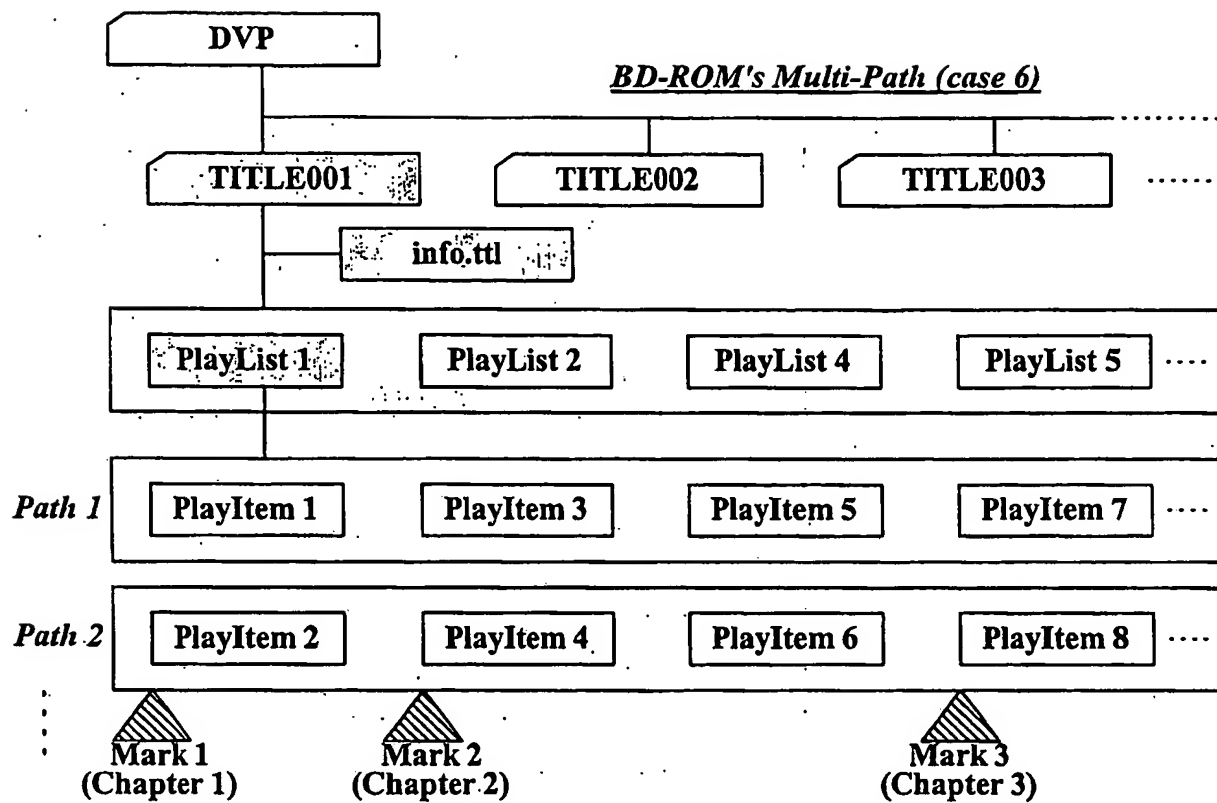 DVP
BD-ROM's Multi-Path (case 6)
TITLE001
TITLE002
TITLE003
info.ttl
PlayList 1
PlayList 2
PlayList 4
PlayList 5
Path 1
PlayItem 1
PlayItem 3
PlayItem 5
PlayItem 7
Path 2
PlayItem 2
PlayItem 4
PlayItem 6
PlayItem 8
Mark 1
(Chapter 1)
Mark 2
(Chapter 2)
Mark 3
(Chapter 3)